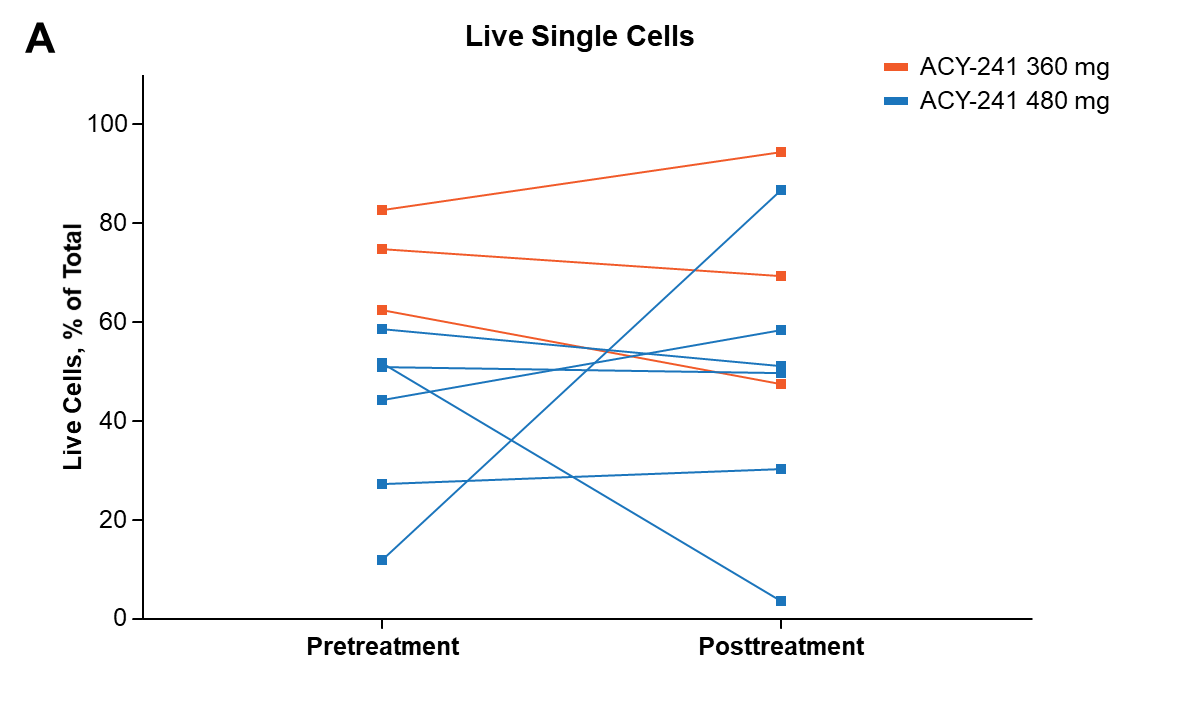 A
Live Single Cells
ACY-241 360 mg
ACY-241 480 mg
Live Cells, % of Total
100
80
60
40
20
0
Pretreatment
Posttreatment